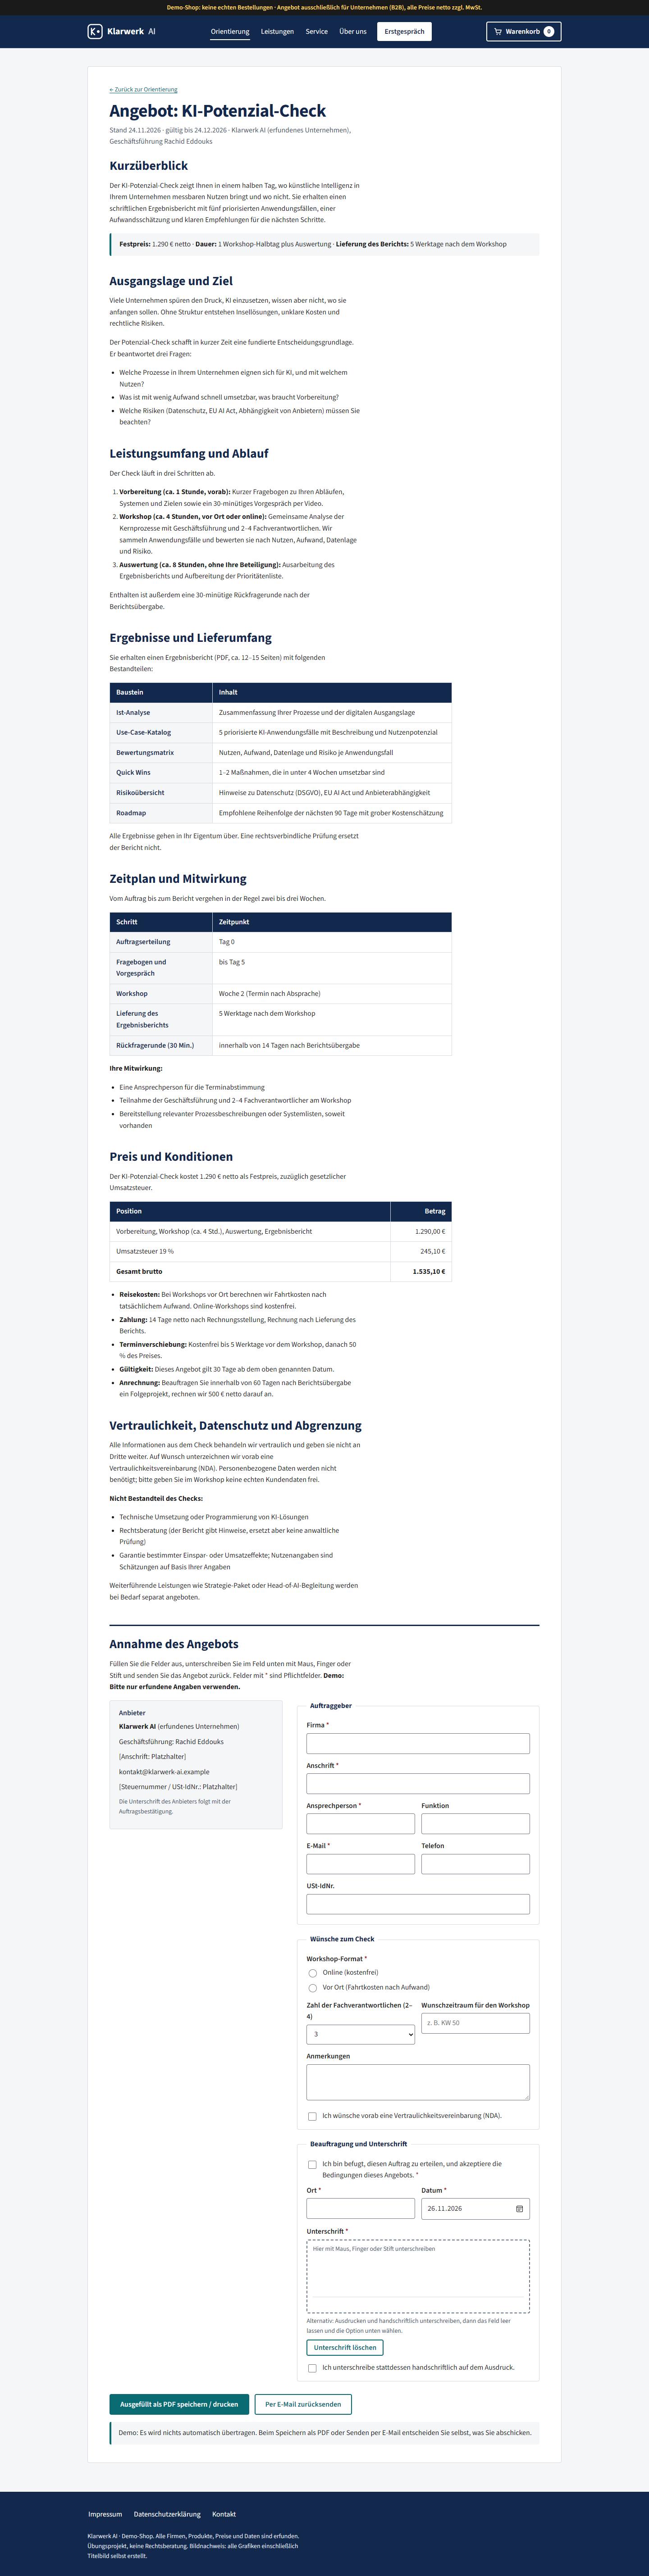 Demo-Shop: keine echten Bestellungen · Angebot ausschließlich für Unternehmen (B2B), alle Preise netto zzgl. MwSt.
Klarwerk AI
Orientierung
Leistungen
Service
Über uns
Erstgespräch
Warenkorb 0
← Zurück zur Orientierung
Angebot: KI-Potenzial-Check
Stand 24.11.2026 · gültig bis 24.12.2026 · Klarwerk AI (erfundenes Unternehmen),
Geschäftsführung Rachid Eddouks
Kurzüberblick
Der KI-Potenzial-Check zeigt Ihnen in einem halben Tag, wo künstliche Intelligenz in
Ihrem Unternehmen messbaren Nutzen bringt und wo nicht. Sie erhalten einen
schriftlichen Ergebnisbericht mit fünf priorisierten Anwendungsfällen, einer
Aufwandsschätzung und klaren Empfehlungen für die nächsten Schritte.
Festpreis: 1.290 € netto · Dauer: 1 Workshop-Halbtag plus Auswertung · Lieferung des Berichts: 5 Werktage nach dem Workshop
Ausgangslage und Ziel
Viele Unternehmen spüren den Druck, KI einzusetzen, wissen aber nicht, wo sie
anfangen sollen. Ohne Struktur entstehen Insellösungen, unklare Kosten und
rechtliche Risiken.
Der Potenzial-Check schafft in kurzer Zeit eine fundierte Entscheidungsgrundlage.
Er beantwortet drei Fragen:
• Welche Prozesse in Ihrem Unternehmen eignen sich für KI, und mit welchem
Nutzen?
• Was ist mit wenig Aufwand schnell umsetzbar, was braucht Vorbereitung?
• Welche Risiken (Datenschutz, EU AI Act, Abhängigkeit von Anbietern) müssen Sie
beachten?
Leistungsumfang und Ablauf
Der Check läuft in drei Schritten ab.
1. Vorbereitung (ca. 1 Stunde, vorab): Kurzer Fragebogen zu Ihren Abläufen,
Systemen und Zielen sowie ein 30-minütiges Vorgespräch per Video.
2. Workshop (ca. 4 Stunden, vor Ort oder online): Gemeinsame Analyse der
Kernprozesse mit Geschäftsführung und 2–4 Fachverantwortlichen. Wir
sammeln Anwendungsfälle und bewerten sie nach Nutzen, Aufwand, Datenlage
und Risiko.
3. Auswertung (ca. 8 Stunden, ohne Ihre Beteiligung): Ausarbeitung des
Ergebnisberichts und Aufbereitung der Prioritätenliste.
Enthalten ist außerdem eine 30-minütige Rückfragerunde nach der
Berichtsübergabe.
Ergebnisse und Lieferumfang
Sie erhalten einen Ergebnisbericht (PDF, ca. 12–15 Seiten) mit folgenden
Bestandteilen:
Baustein Inhalt
Ist-Analyse Zusammenfassung Ihrer Prozesse und der digitalen Ausgangslage
Use-Case-Katalog 5 priorisierte KI-Anwendungsfälle mit Beschreibung und Nutzenpotenzial
Bewertungsmatrix Nutzen, Aufwand, Datenlage und Risiko je Anwendungsfall
Quick Wins 1–2 Maßnahmen, die in unter 4 Wochen umsetzbar sind
Risikoübersicht Hinweise zu Datenschutz (DSGVO), EU AI Act und Anbieterabhängigkeit
Roadmap Empfohlene Reihenfolge der nächsten 90 Tage mit grober Kostenschätzung
Alle Ergebnisse gehen in Ihr Eigentum über. Eine rechtsverbindliche Prüfung ersetzt
der Bericht nicht.
Zeitplan und Mitwirkung
Vom Auftrag bis zum Bericht vergehen in der Regel zwei bis drei Wochen.
Schritt Zeitpunkt
Auftragserteilung Tag 0
Fragebogen und
Vorgespräch
bis Tag 5
Workshop Woche 2 (Termin nach Absprache)
Lieferung des
Ergebnisberichts
5 Werktage nach dem Workshop
Rückfragerunde (30 Min.) innerhalb von 14 Tagen nach Berichtsübergabe
Ihre Mitwirkung:
• Eine Ansprechperson für die Terminabstimmung
• Teilnahme der Geschäftsführung und 2–4 Fachverantwortlicher am Workshop
• Bereitstellung relevanter Prozessbeschreibungen oder Systemlisten, soweit
vorhanden
Preis und Konditionen
Der KI-Potenzial-Check kostet 1.290 € netto als Festpreis, zuzüglich gesetzlicher
Umsatzsteuer.
Position Betrag
Vorbereitung, Workshop (ca. 4 Std.), Auswertung, Ergebnisbericht 1.290,00 €
Umsatzsteuer 19 % 245,10 €
Gesamt brutto 1.535,10 €
• Reisekosten: Bei Workshops vor Ort berechnen wir Fahrtkosten nach
tatsächlichem Aufwand. Online-Workshops sind kostenfrei.
• Zahlung: 14 Tage netto nach Rechnungsstellung, Rechnung nach Lieferung des
Berichts.
• Terminverschiebung: Kostenfrei bis 5 Werktage vor dem Workshop, danach 50
% des Preises.
• Gültigkeit: Dieses Angebot gilt 30 Tage ab dem oben genannten Datum.
• Anrechnung: Beauftragen Sie innerhalb von 60 Tagen nach Berichtsübergabe
ein Folgeprojekt, rechnen wir 500 € netto darauf an.
Vertraulichkeit, Datenschutz und Abgrenzung
Alle Informationen aus dem Check behandeln wir vertraulich und geben sie nicht an
Dritte weiter. Auf Wunsch unterzeichnen wir vorab eine
Vertraulichkeitsvereinbarung (NDA). Personenbezogene Daten werden nicht
benötigt; bitte geben Sie im Workshop keine echten Kundendaten frei.
Nicht Bestandteil des Checks:
• Technische Umsetzung oder Programmierung von KI-Lösungen
• Rechtsberatung (der Bericht gibt Hinweise, ersetzt aber keine anwaltliche
Prüfung)
• Garantie bestimmter Einspar- oder Umsatzeffekte; Nutzenangaben sind
Schätzungen auf Basis Ihrer Angaben
Weiterführende Leistungen wie Strategie-Paket oder Head-of-AI-Begleitung werden
bei Bedarf separat angeboten.
Annahme des Angebots
Füllen Sie die Felder aus, unterschreiben Sie im Feld unten mit Maus, Finger oder
Stift und senden Sie das Angebot zurück. Felder mit * sind Pflichtfelder. Demo:
Bitte nur erfundene Angaben verwenden.
Anbieter
Klarwerk AI (erfundenes Unternehmen)
Geschäftsführung: Rachid Eddouks
[Anschrift: Platzhalter]
kontakt@klarwerk-ai.example
[Steuernummer / USt-IdNr.: Platzhalter]
Die Unterschrift des Anbieters folgt mit der
Auftragsbestätigung.
Auftraggeber
Firma *
Anschrift *
Ansprechperson *
Funktion
E-Mail *
Telefon
USt-IdNr.
Wünsche zum Check
Workshop-Format *
Online (kostenfrei)
Vor Ort (Fahrtkosten nach Aufwand)
Zahl der Fachverantwortlichen (2–
4)
3
Wunschzeitraum für den Workshop
z. B. KW 50
Anmerkungen
Ich wünsche vorab eine Vertraulichkeitsvereinbarung (NDA).
Beauftragung und Unterschrift
Ich bin befugt, diesen Auftrag zu erteilen, und akzeptiere die
Bedingungen dieses Angebots. *
Ort *
Datum *
26.11.2026
Unterschrift *
Hier mit Maus, Finger oder Stift unterschreiben
Alternativ: Ausdrucken und handschriftlich unterschreiben, dann das Feld leer
lassen und die Option unten wählen.
Unterschrift löschen
Ich unterschreibe stattdessen handschriftlich auf dem Ausdruck.
Ausgefüllt als PDF speichern / drucken
Per E-Mail zurücksenden
Demo: Es wird nichts automatisch übertragen. Beim Speichern als PDF oder Senden per E-Mail entscheiden Sie selbst, was Sie abschicken.
Impressum
Datenschutzerklärung
Kontakt
Klarwerk AI · Demo-Shop. Alle Firmen, Produkte, Preise und Daten sind erfunden.
Übungsprojekt, keine Rechtsberatung. Bildnachweis: alle Grafiken einschließlich
Titelbild selbst erstellt.